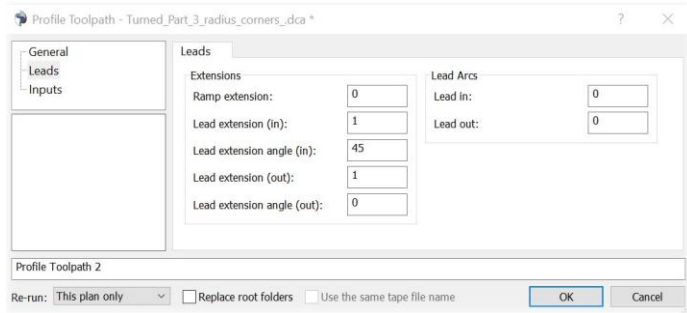 Profile Toolpath - Turned_Part_3_radius_corners_.dca *
?
General
Leads
Inputs
Leads
Extensions
Ramp extension: 0
Lead extension (in): 1
Lead extension angle (in): 45
Lead extension (out): 1
Lead extension angle (out): 0
Lead Arcs
Lead in: 0
Lead out: 0
Profile Toolpath 2
Re-run: This plan only Replace root folders Use the same tape file name OK Cancel